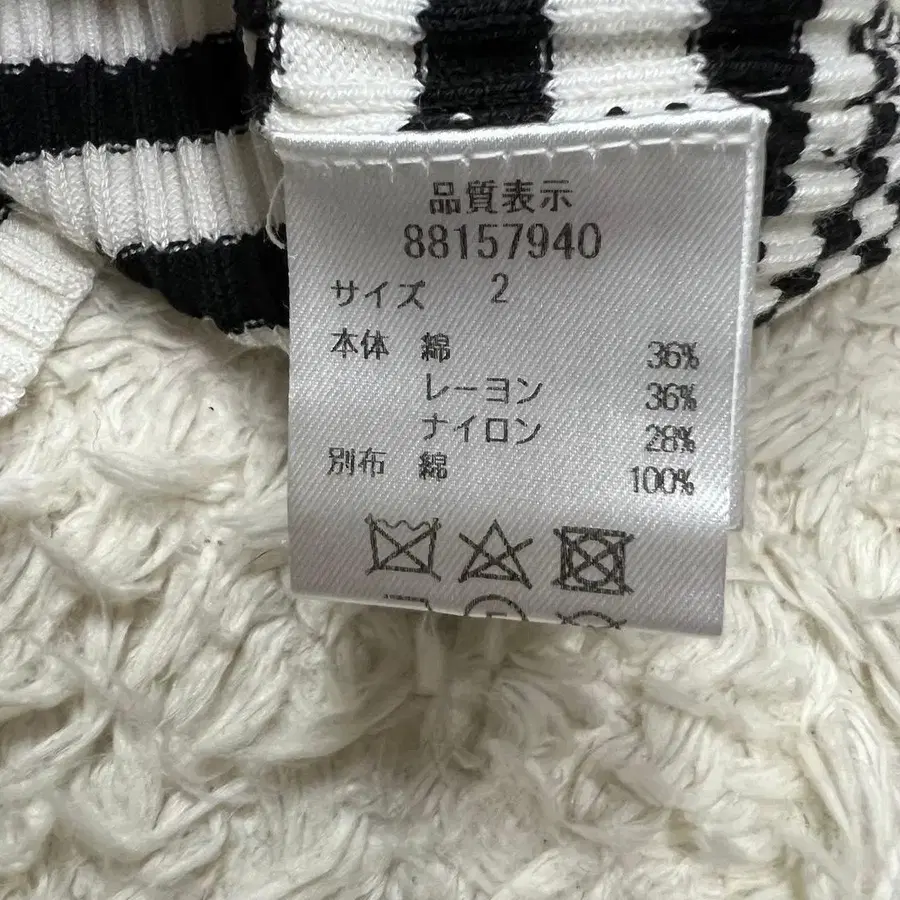 品質表示
88157940
サイズ 2
本体 綿 36%
レーヨン 36%
ナイロン 28%
別布 綿 100%